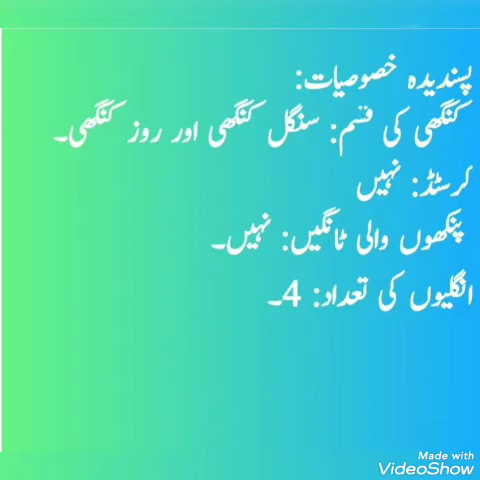 پسندیدہ خصوصیات:
کنگھی کی قسم: سنگل کنگھی اور روز کنگھی۔
کرسٹڈ: نہیں
پنکھوں والی ٹانگیں: نہیں۔
انگلیوں کی تعداد: 4۔
Made with
VideoShow